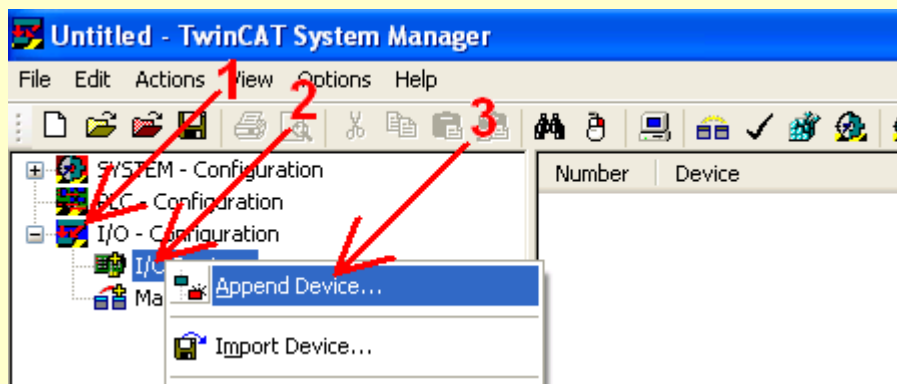 Untitled - TwinCAT System Manager
File Edit Actions View Options Help
1
2
3
SYSTEM - Configuration
Number Device
PLC - Configuration
I/O - Configuration
I/O
Append Device...
Ma
Import Device...